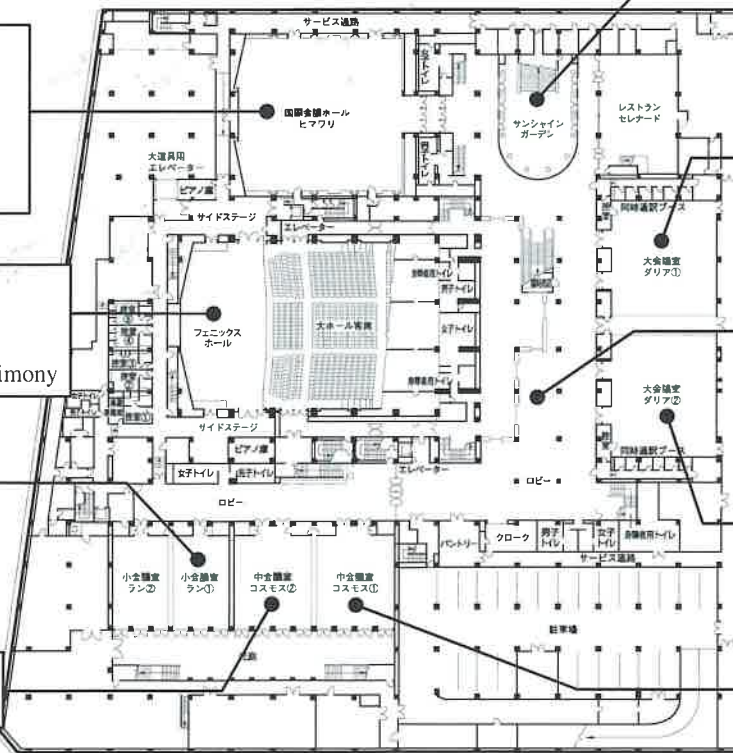 サービス通路
女子トイレ
国際会議ホール
ヒマワリ
サンシャイン
ガーデン
レストラン
セレナード
大道具用
エレベーター
男子トイレ
ピアノ庫
サイドステージ
エレベーター
同時通訳ブース
大会議室
ダリア①
身障者用トイレ
男子トイレ
フェニックス
ホール
大ホール客席
女子トイレ
imony
身障者用トイレ
大会議室
ダリア②
サイドステージ
ピアノ庫
女子トイレ
男子トイレ
エレベーター
同時通訳ブース
ロビー
ロビー
パントリー
クローク
男子
トイレ
女子
トイレ
身障者用トイレ
サービス通路
小会議室
ラン②
小会議室
ラン①
中会議室
コスモス②
中会議室
コスモス①
駐車場